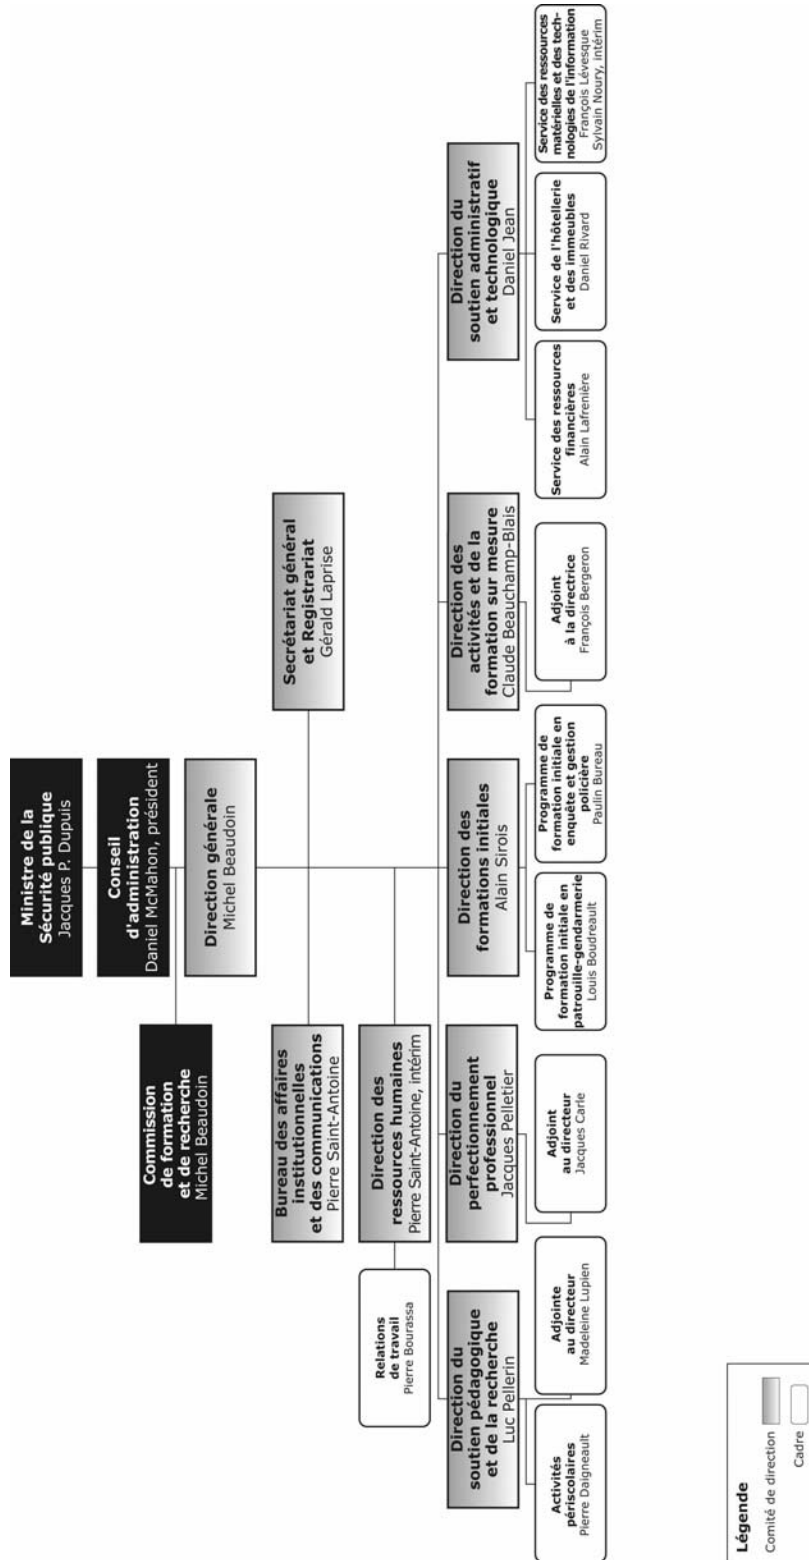 Ministre de la
Sécurité publique
Jacques P. Dupuis
Conseil
d'administration
Daniel McMahon, président
Commission
de formation
et de recherche
Michel Beaudoin
Direction générale
Michel Beaudoin
Bureau des affaires
institutionnelles
et des communications
Pierre Saint-Antoine
Secrétariat général
et Registrariat
Gérald Laprise
Relations
de travail
Pierre Bourassa
Direction des
ressources humaines
Pierre Saint-Antoine, intérim
Direction du
soutien pédagogique
et de la recherche
Luc Pellerin
Direction du
perfectionnement
professionnel
Jacques Pelletier
Direction des
formations initiales
Alain Sirois
Direction des
activités et de la
formation sur mesure
Claude Beauchamp-Blais
Direction du
soutien administratif
et technologique
Daniel Jean
Activités
périscolaires
Pierre Daigneault
Adjointe
au directeur
Madeleine Lupien
Adjoint
au directeur
Jacques Carle
Programme de
formation initiale en
patrouille-gendarmerie
Louis Boudreault
Programme de
formation initiale en
enquête et gestion
policière
Paulin Bureau
Adjoint
à la directrice
François Bergeron
Service des ressources
financières
Alain Lafrenière
Service de l'hôtellerie
et des immeubles
Daniel Rivard
Service des ressources
matérielles et des tech-
nologies de l'information
François Lévesque
Sylvain Noury, intérim
Légende
Comité de direction
Cadre